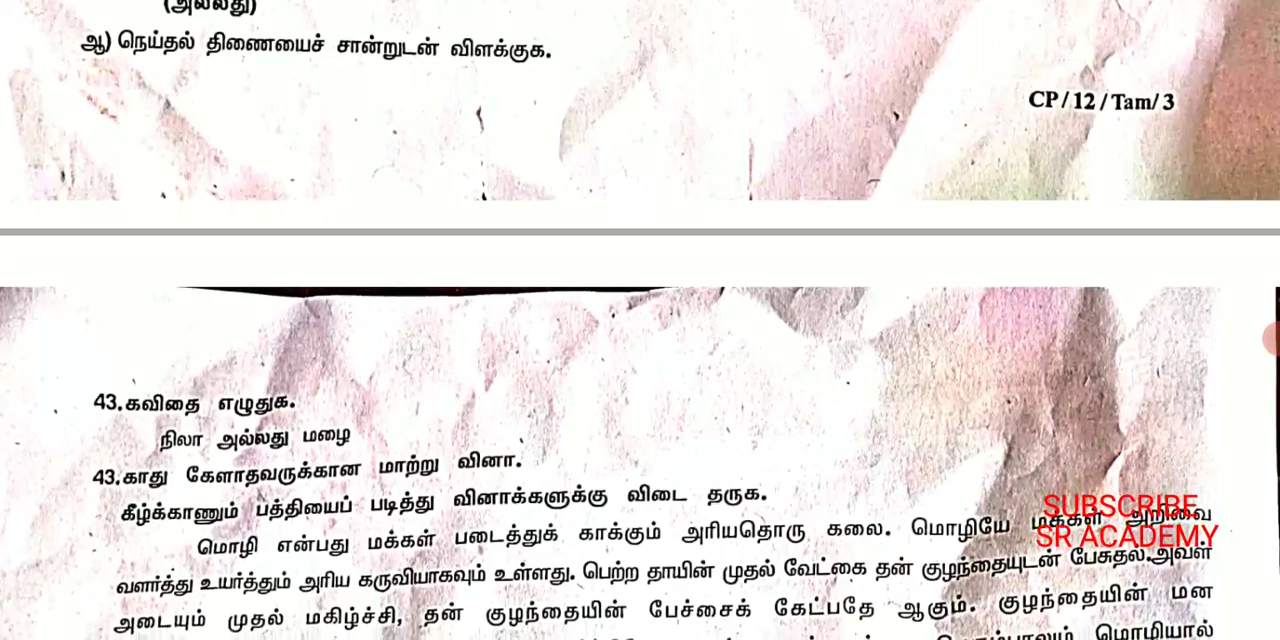 (அல்லது)
ஆ) நெய்தல் திணையைச் சான்றுடன் விளக்குக.
CP/12/Tam/3
43.கவிதை எழுதுக.
நிலா அல்லது மழை
43.காது கேளாதவருக்கான மாற்று வினா.
கீழ்க்காணும் பத்தியைப் படித்து வினாக்களுக்கு விடை தருக.
மொழி என்பது மக்கள் படைத்துக் காக்கும் அரியதொரு கலை. மொழியே மக்கள் அறிவை
SUBSCRIBE
SR ACADEMY
வளர்த்து உயர்த்தும் அரிய கருவியாகவும் உள்ளது. பெற்ற தாயின் முதல் வேட்கை தன் குழந்தையுடன் பேசுதல்.அவள்
அடையும் முதல் மகிழ்ச்சி, தன் குழந்தையின் பேச்சைக் கேட்பதே ஆகும். குழந்தையின் மன
மொழியால்